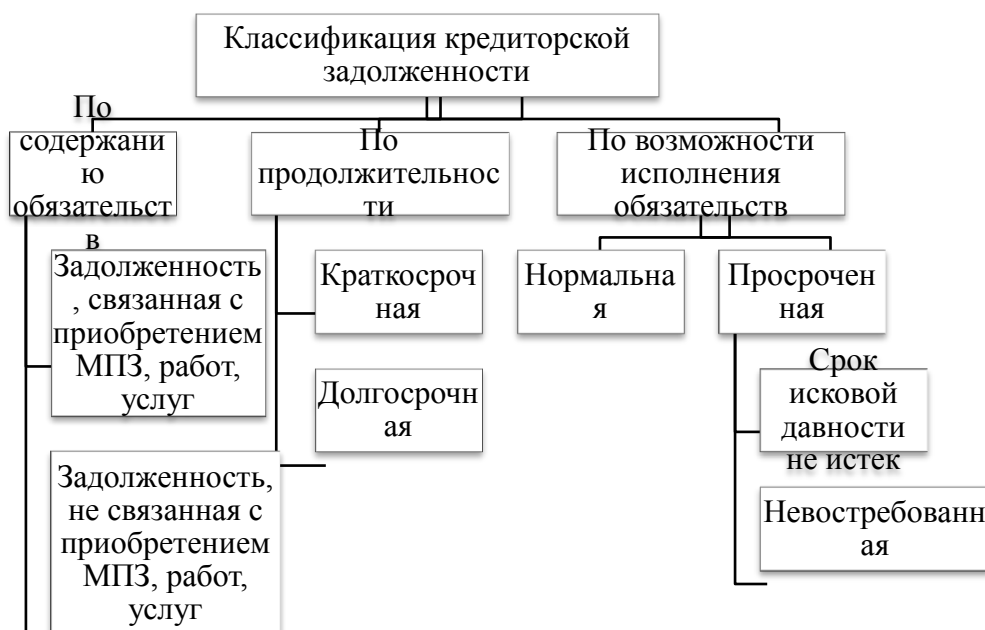 Классификация кредиторской
задолженности
По
содержани
ю
обязательст
в
Задолженность
, связанная с
приобретением
МПЗ, работ,
услуг
Задолженность,
не связанная с
приобретением
МПЗ, работ,
услуг
По
продолжительнос
ти
Краткосроч
ная
Долгосрочн
ая
По возможности
исполнения
обязательств
Нормальна
я
Просрочен
ная
Срок
исковой
давности
не истек
Невостребованн
ая